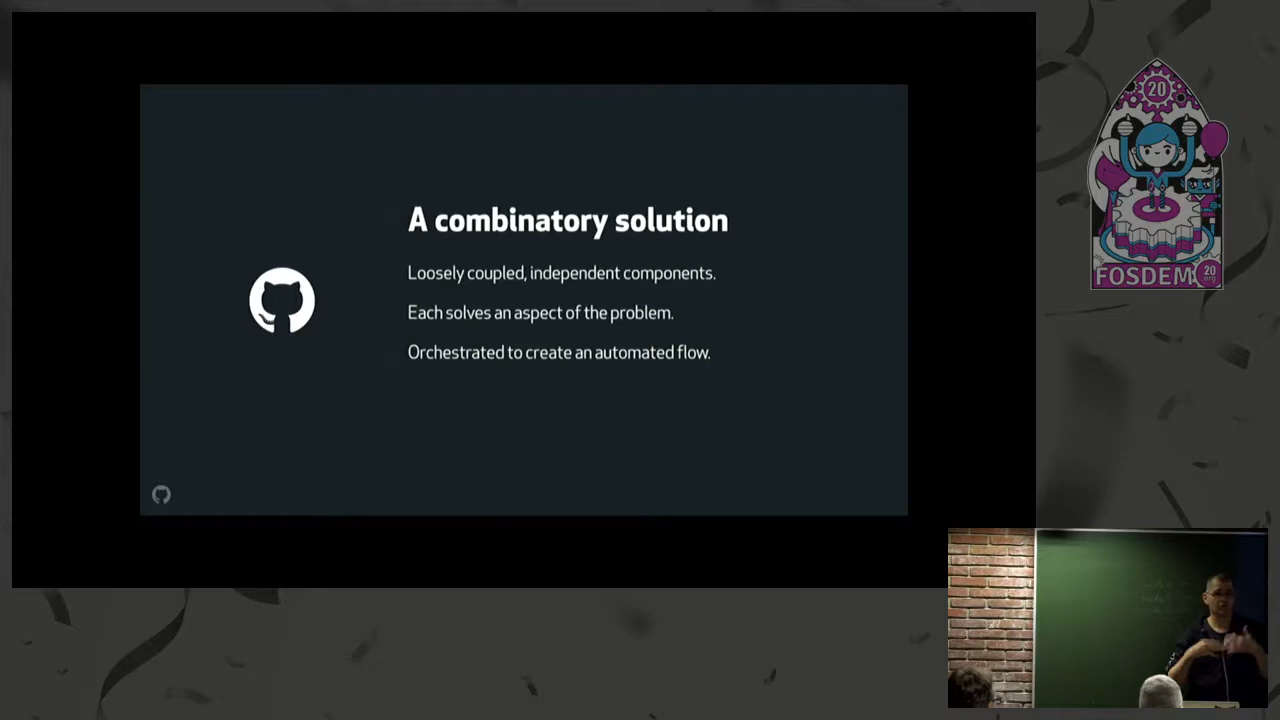 A combinatory solution
Loosely coupled, independent components.
Each solves an aspect of the problem.
Orchestrated to create an automated flow.
20
FOSDEM
20
.org